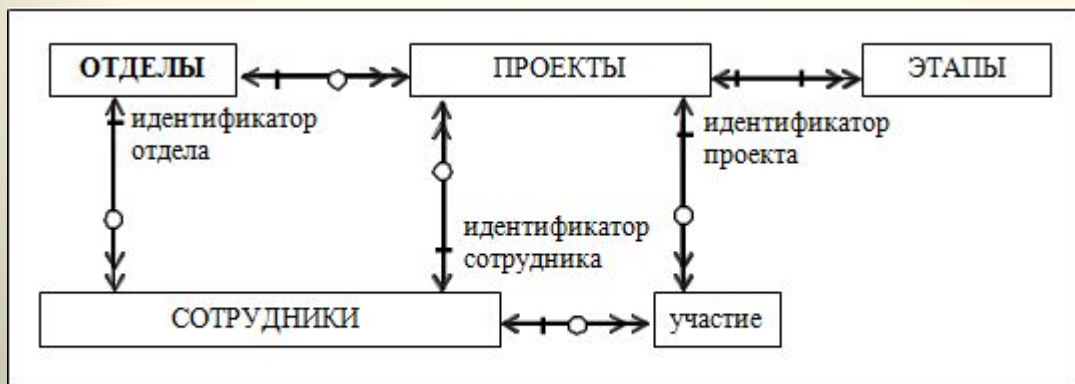 ОТДЕЛЫ
ПРОЕКТЫ
ЭТАПЫ
идентификатор
отдела
идентификатор
проекта
идентификатор
сотрудника
СОТРУДНИКИ
участие